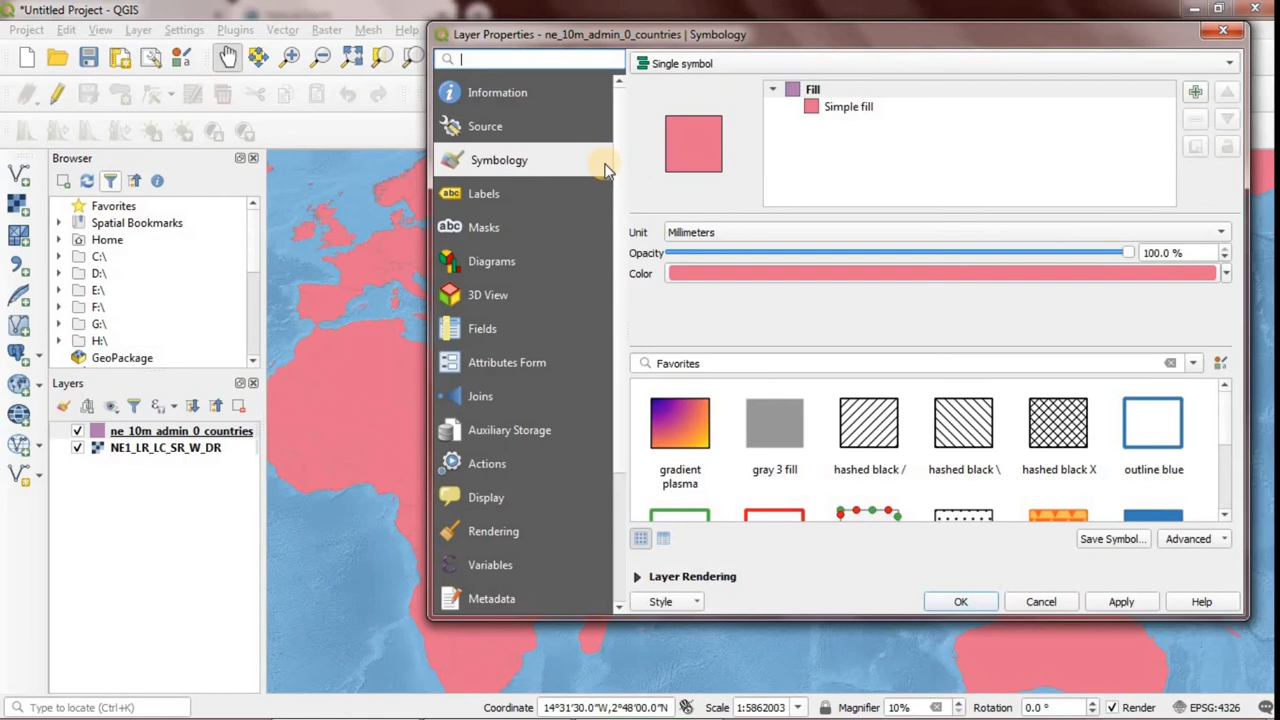 *Untitled Project - QGIS
Project Edit View Layer Settings Plugins Vector Raster Mesh
Browser
Favorites
Spatial Bookmarks
Home
C:\
D:\
E:\
F:\
G:\
H:\
GeoPackage
Layers
ne_10m_admin_0_countries
NE1_LR_LC_SR_W_DR
Layer Properties - ne_10m_admin_0_countries | Symbology
Information
Source
Symbology
abc Labels
abc Masks
Diagrams
3D View
Fields
Attributes Form
Joins
Auxiliary Storage
Actions
Display
Rendering
Variables
Metadata
Single symbol
Fill
Simple fill
Unit Millimeters
Opacity 100.0 %
Color
Favorites
gradient plasma
gray 3 fill
hashed black /
hashed black \
hashed black X
outline blue
Save Symbol... Advanced
Layer Rendering
Style OK Cancel Apply Help
Type to locate (Ctrl+K) Coordinate 14°31'30.0"W,2°48'00.0"N Scale 1:5862003 Magnifier 10% Rotation 0.0 ° Render EPSG:4326